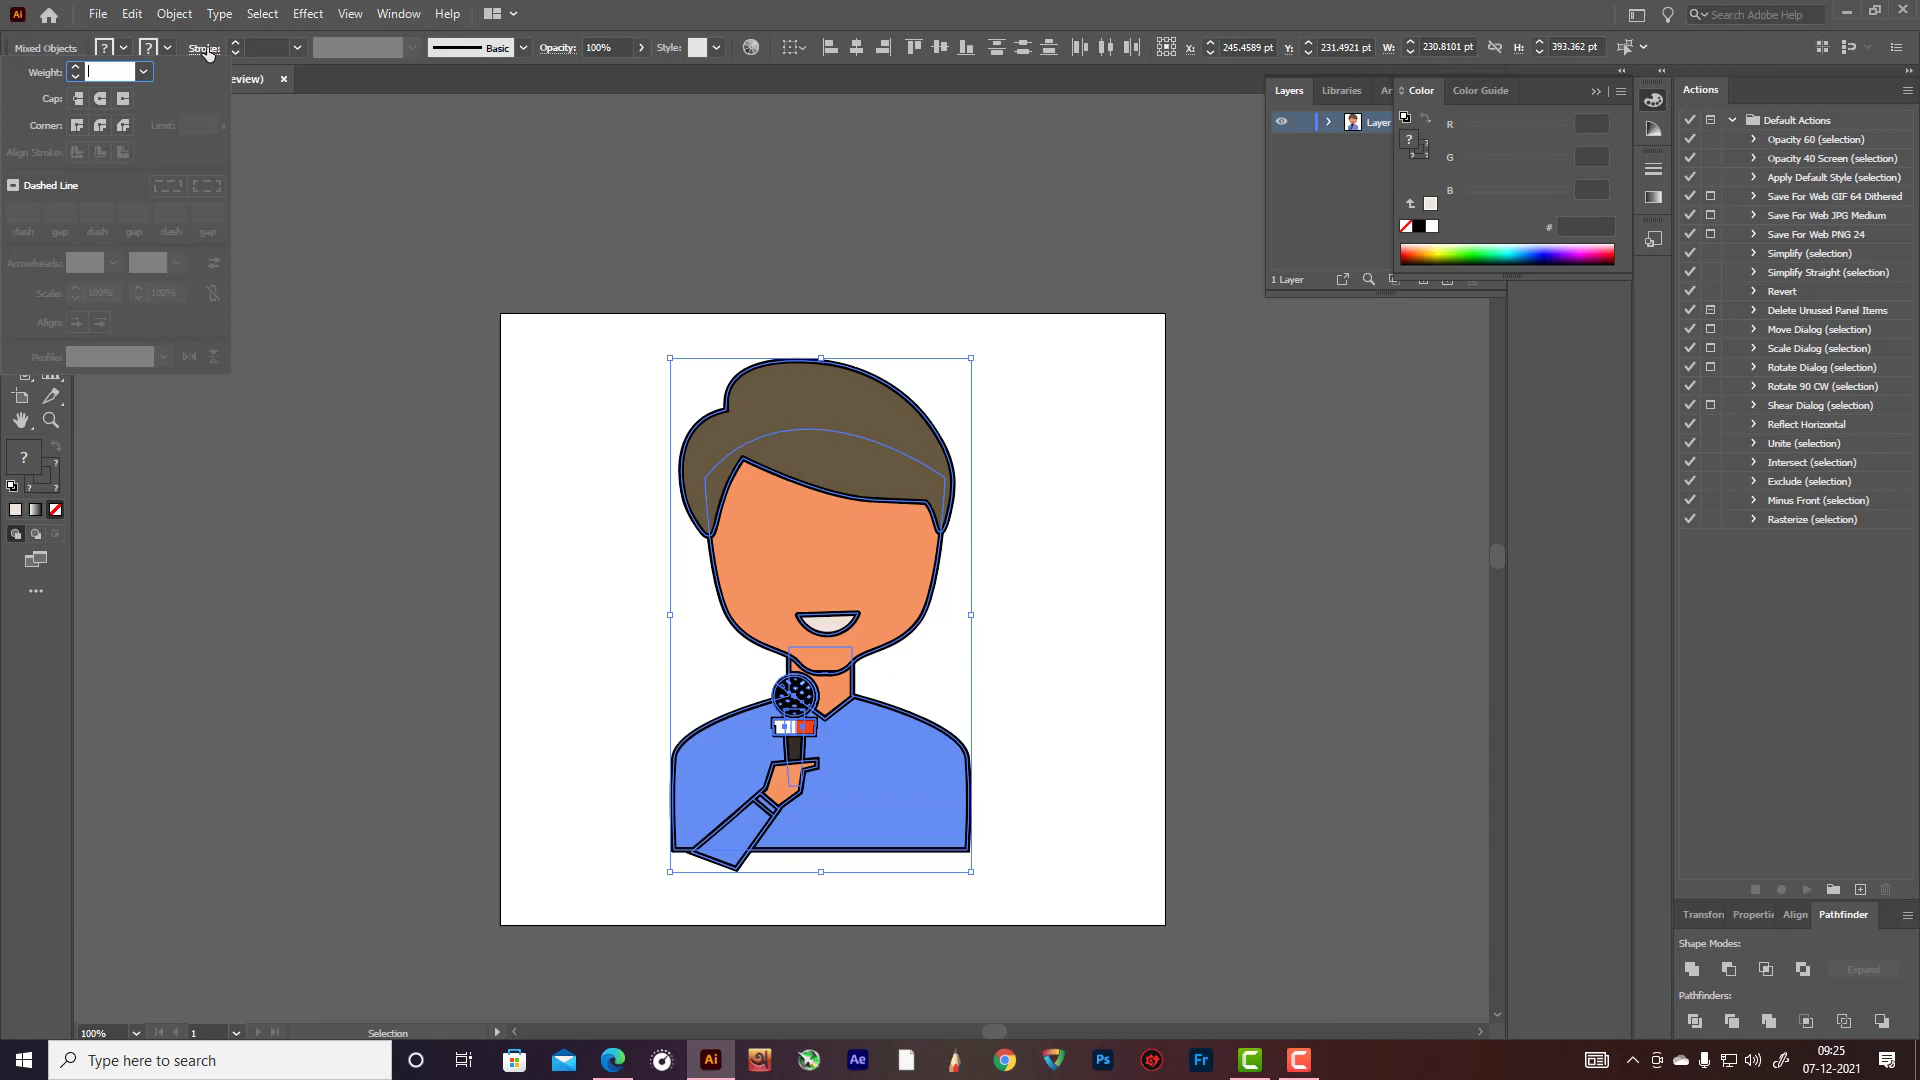 Ai File Edit Object Type Select Effect View Window Help Search Adobe Help
Mixed Objects ? ? Stroke: Basic Opacity: 100% Style: X: 245.4589 pt Y: 231.4921 pt W: 230.8101 pt H: 393.362 pt
Weight: eview) ×
Cap:
Corner: Limit: x
Align Stroke:
Dashed Line
dash gap dash gap dash gap
Arrowheads:
Scale: 100% 100%
Align:
Profile:
?
? ?
Layers Libraries Ar
Layer
1 Layer
Color Color Guide
R
G
B
?
#
Actions
Default Actions
Opacity 60 (selection)
Opacity 40 Screen (selection)
Apply Default Style (selection)
Save For Web GIF 64 Dithered
Save For Web JPG Medium
Save For Web PNG 24
Simplify (selection)
Simplify Straight (selection)
Revert
Delete Unused Panel Items
Move Dialog (selection)
Scale Dialog (selection)
Rotate Dialog (selection)
Rotate 90 CW (selection)
Shear Dialog (selection)
Reflect Horizontal
Unite (selection)
Intersect (selection)
Exclude (selection)
Minus Front (selection)
Rasterize (selection)
Transforn Propertie Align Pathfinder
Shape Modes:
Expand
Pathfinders:
100% 1 Selection
Type here to search Ai Ae Ps Fr
09:25
07-12-2021